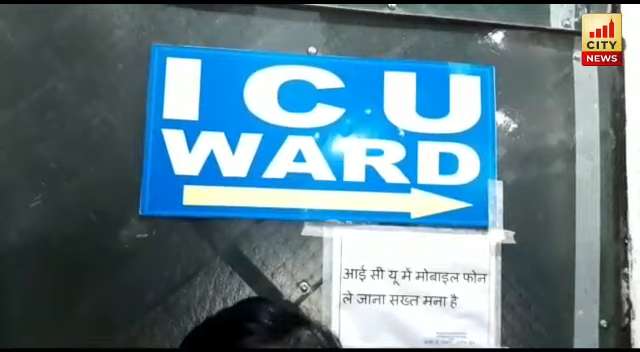 CITY
NEWS
I C U
WARD
आई सी यू में मोबाइल फोन
ले जाना सख्त मना है